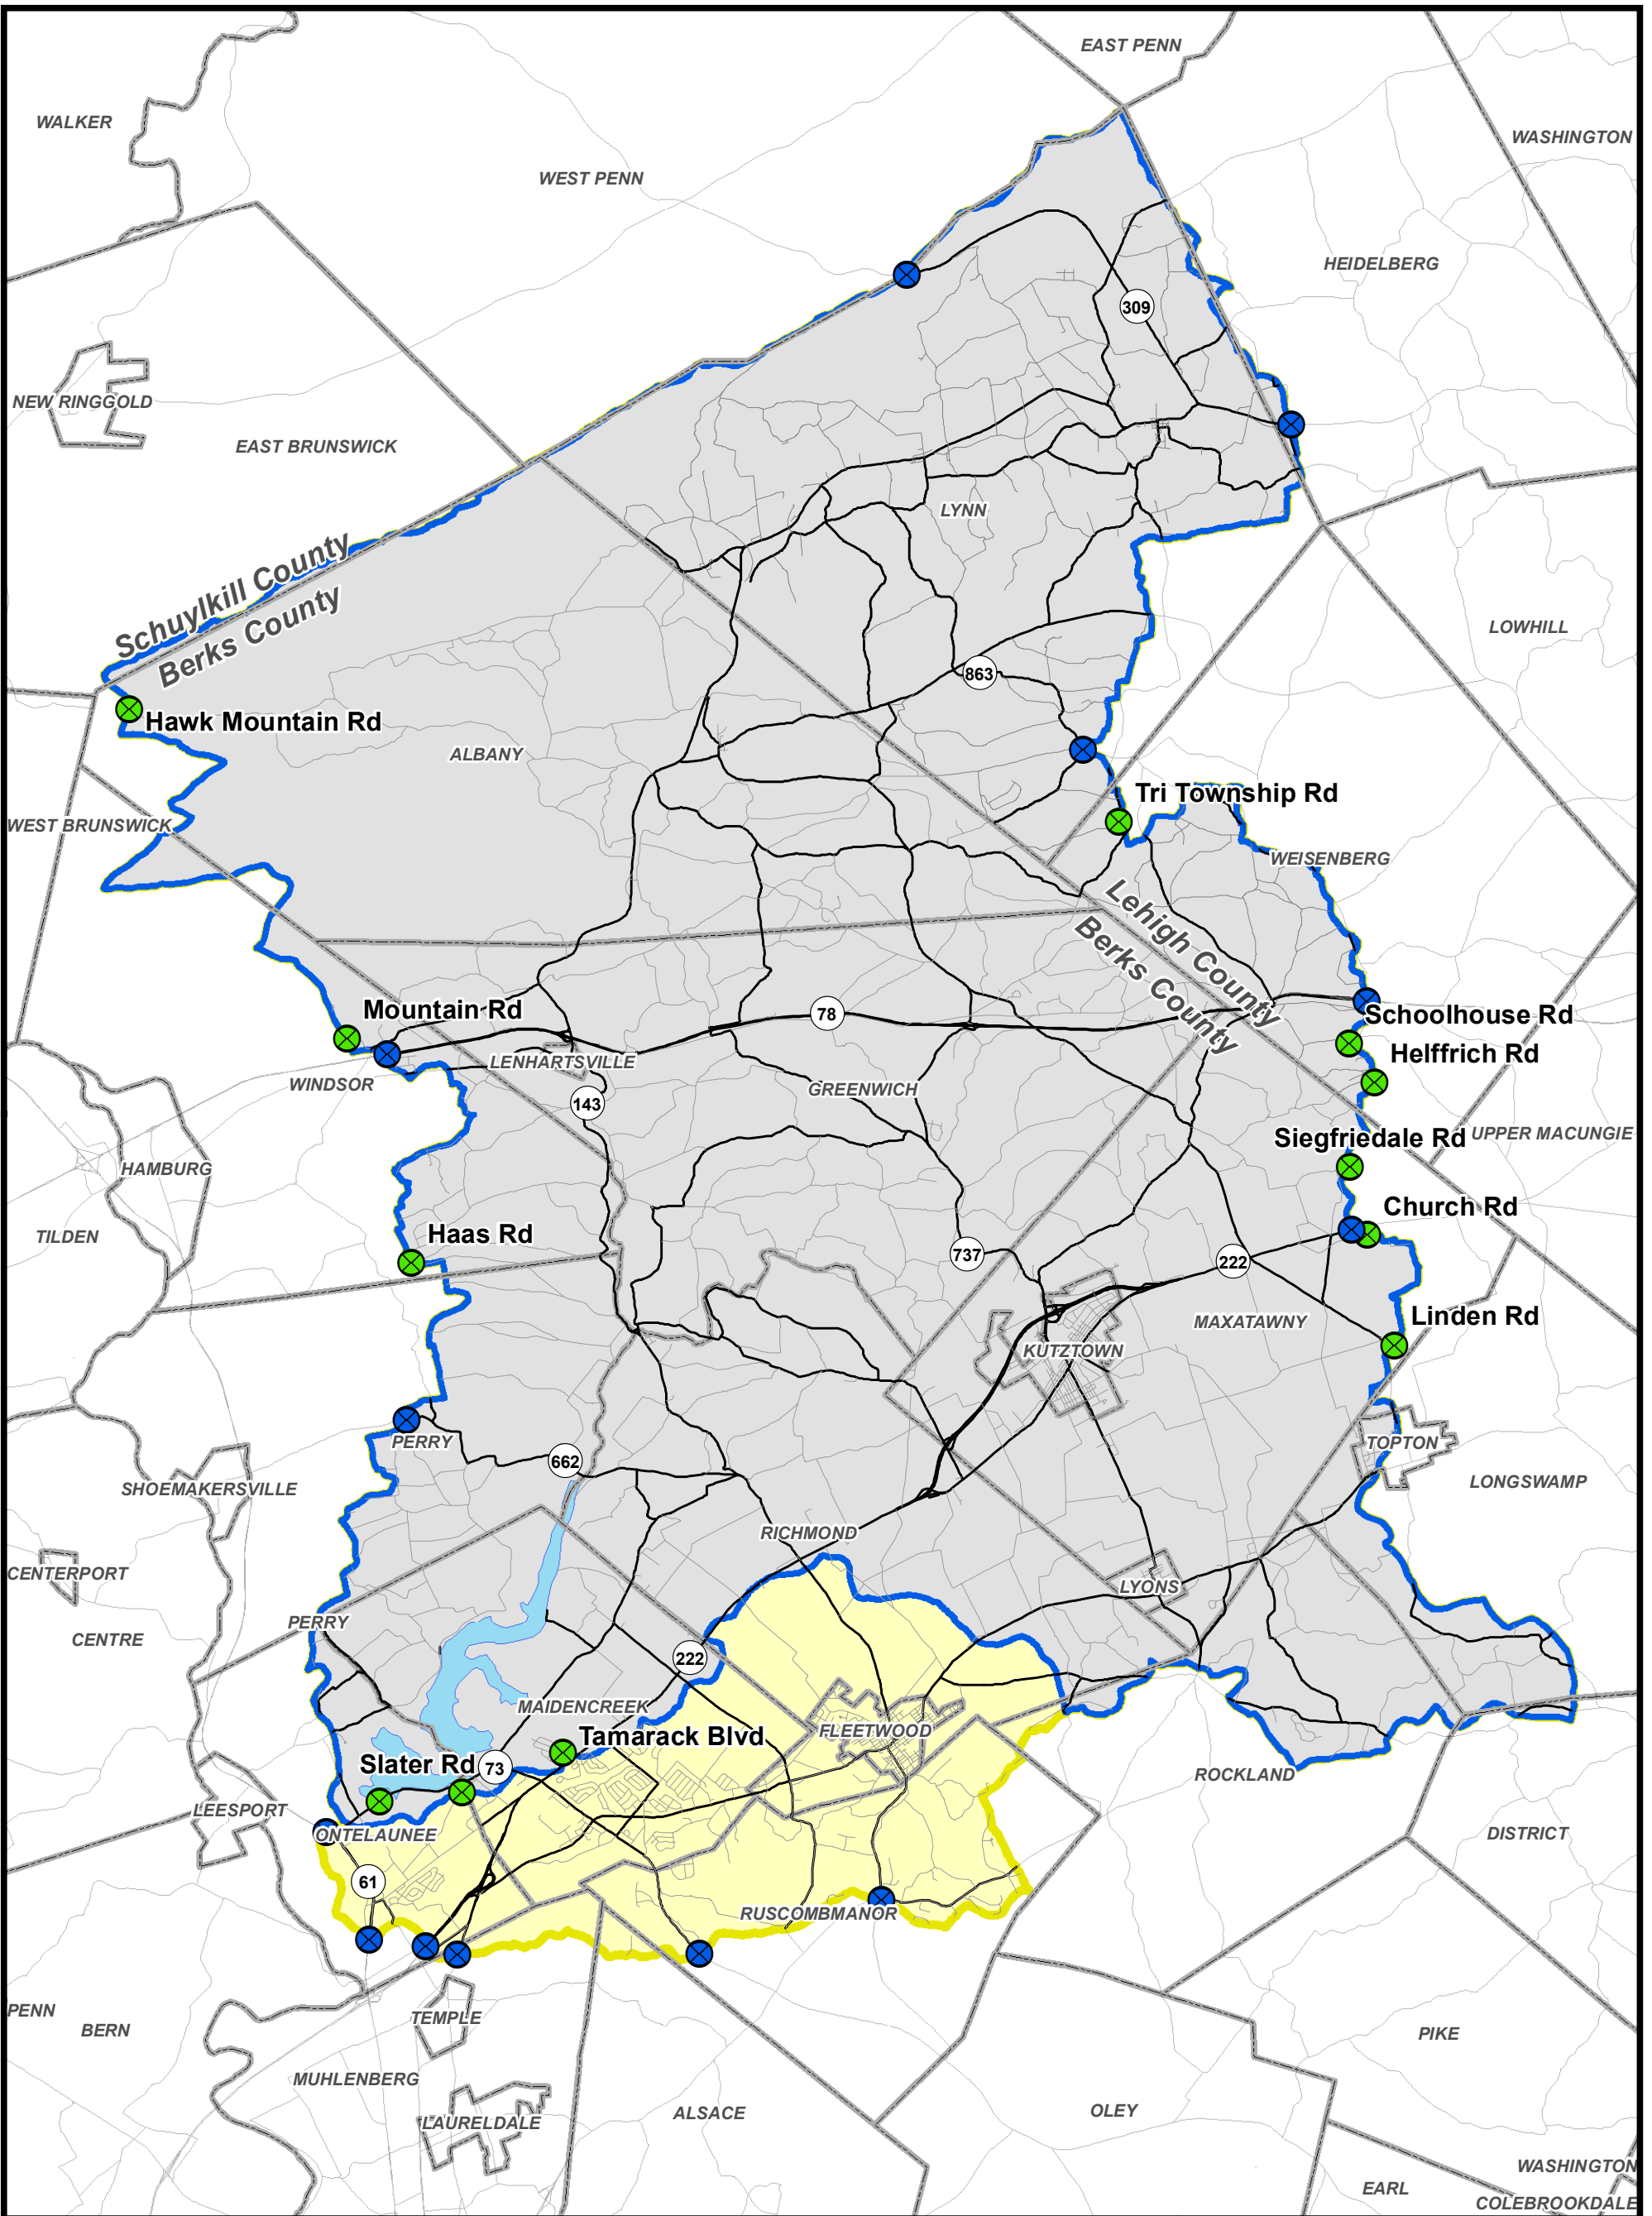 EAST PENN
WALKER
WASHINGTON
WEST PENN
HEIDELBERG
309
NEW RINGGOLD
EAST BRUNSWICK
LYNN
Schuylkill County
Berks County
LOWHILL
863
Hawk Mountain Rd
ALBANY
Tri Township Rd
WEST BRUNSWICK
WEISENBERG
Lehigh County
Berks County
Mountain Rd
78
Schoolhouse Rd
Helffrich Rd
LENHARTSVILLE
WINDSOR
GREENWICH
143
Siegfriedale Rd
UPPER MACUNGIE
HAMBURG
Church Rd
TILDEN
Haas Rd
737
222
Linden Rd
MAXATAWNY
KUTZTOWN
PERRY
TOPTON
662
SHOEMAKERSVILLE
LONGSWAMP
RICHMOND
CENTERPORT
LYONS
PERRY
CENTRE
222
MAIDENCREEK
FLEETWOOD
Tamarack Blvd
Slater Rd
73
ROCKLAND
LEESPORT
ONTELAUNEE
DISTRICT
61
RUSCOMBMANOR
PENN
TEMPLE
BERN
PIKE
MUHLENBERG
OLEY
ALSACE
LAURELDALE
WASHINGTON
EARL
COLEBROOKDALE